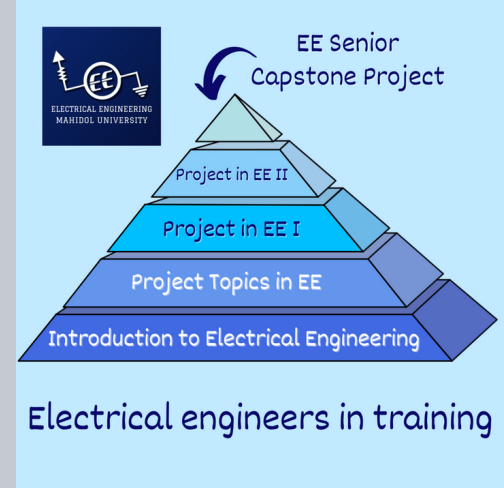 EE
ELECTRICAL ENGINEERING
MAHIDOL UNIVERSITY
EE Senior
Capstone Project
Project in EE II
Project in EE I
Project Topics in EE
Introduction to Electrical Engineering
Electrical engineers in training